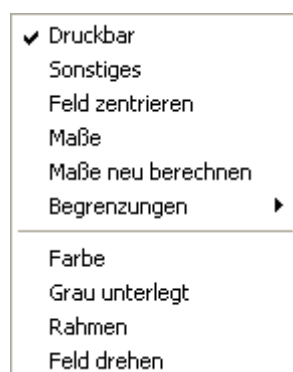 Druckbar
Sonstiges
Feld zentrieren
Maße
Maße neu berechnen
Begrenzungen
Farbe
Grau unterlegt
Rahmen
Feld drehen